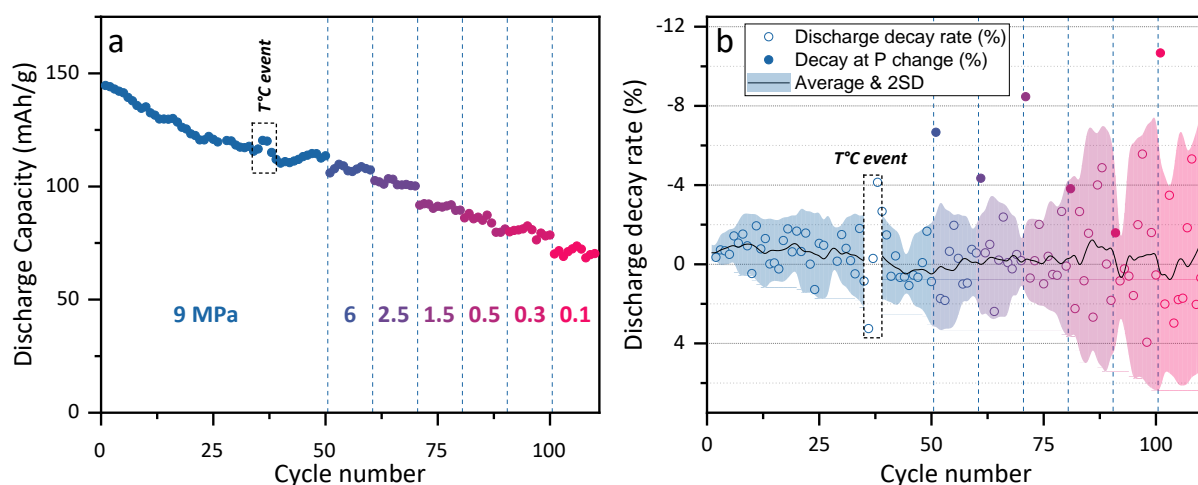 a
T°C event
Discharge Capacity (mAh/g)
150
100
50
0
9 MPa
6
2.5
1.5
0.5
0.3
0.1
0
25
50
75
100
Cycle number
b
Discharge decay rate (%)
Decay at P change (%)
Average & 2SD
T°C event
Discharge decay rate (%)
-12
-8
-4
0
4
0
25
50
75
100
Cycle number